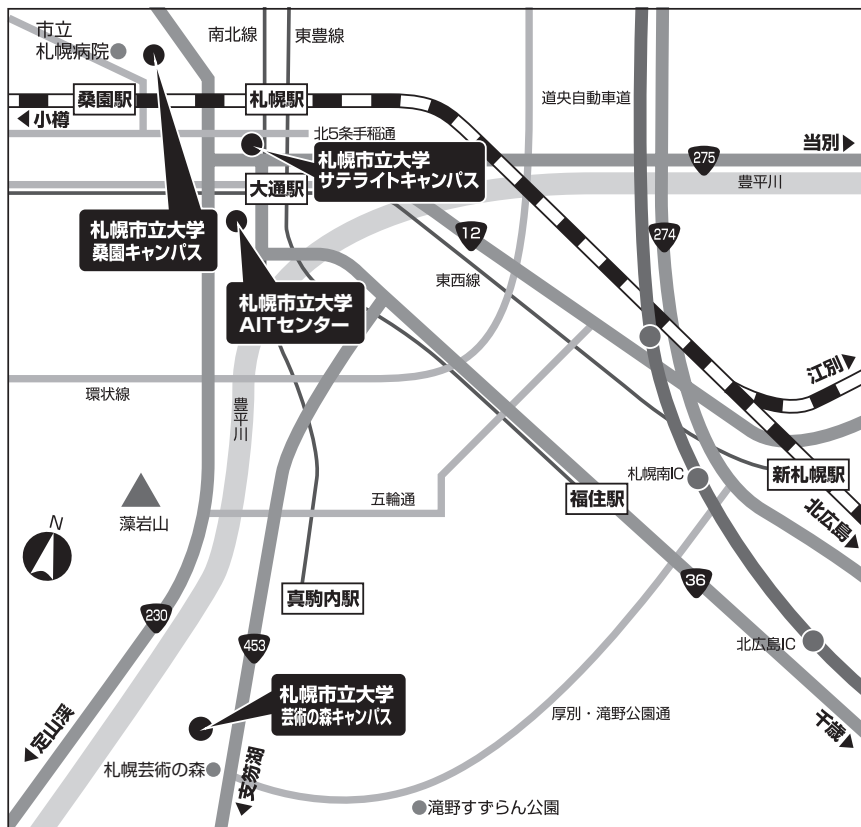 市立
札幌病院
南北線
東豊線
道央自動車道
桑園駅
札幌駅
小樽
北5条手稲通
当別
札幌市立大学
サテライトキャンパス
275
豊平川
大通駅
札幌市立大学
桑園キャンパス
12
274
東西線
札幌市立大学
AITセンター
江別
環状線
豊平川
新札幌駅
札幌南IC
福住駅
五輪通
藻岩山
北広島
N
真駒内駅
36
230
453
北広島IC
札幌市立大学
芸術の森キャンパス
厚別・滝野公園通
千歳
定山渓
札幌芸術の森
支笏湖
滝野すずらん公園